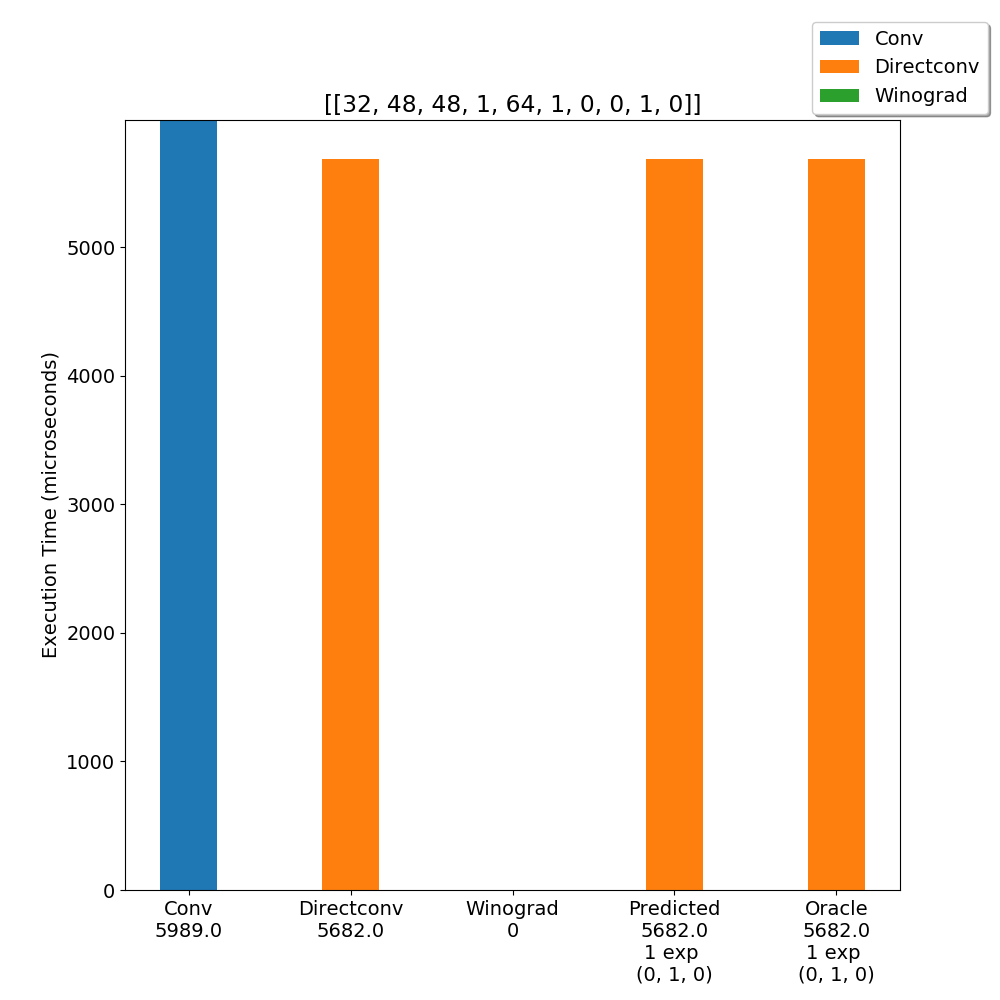 Conv
Directconv
Winograd
[[32, 48, 48, 1, 64, 1, 0, 0, 1, 0]]
Execution Time (microseconds)
5000
4000
3000
2000
1000
0
Conv
5989.0
Directconv
5682.0
Winograd
0
Predicted
5682.0
1 exp
(0, 1, 0)
Oracle
5682.0
1 exp
(0, 1, 0)